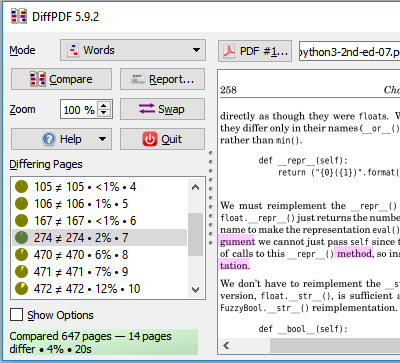 DiffPDF 5.9.2
Mode
Words
PDF #1...
python3-2nd-ed-07.p
Compare
Report...
Zoom
100 %
Swap
Help
Quit
Differing Pages
105 ≠ 105 • <1% • 4
106 ≠ 106 • 1% • 5
167 ≠ 167 • <1% • 6
274 ≠ 274 • 2% • 7
470 ≠ 470 • 6% • 8
471 ≠ 471 • 7% • 9
472 ≠ 472 • 12% • 10
Show Options
Compared 647 pages — 14 pages
differ • 4% • 20s
258
Cha
directly as though they were floats. W
they differ only in their names (__or__()
rather than min().
def __repr__(self):
return ("{0}({1})".format(
We must reimplement the __repr__()
float.__repr__() just returns the numbe
name to make the representation eval()
gument we cannot just pass self since t
of calls to this __repr__() method, so ins
tation.
We don't have to reimplement the __st
version, float.__str__(), is sufficient a
FuzzyBool.__str__() reimplementation.
def __bool__(self):